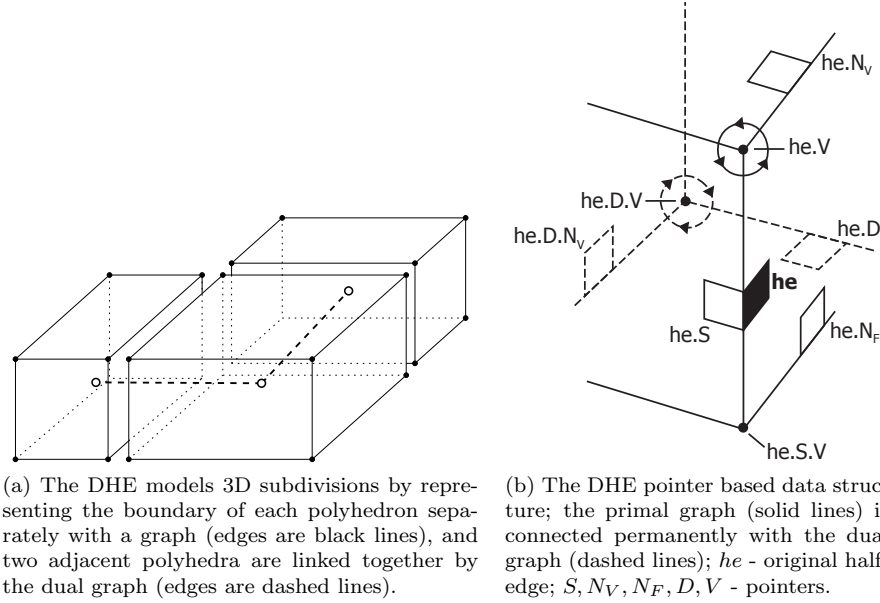 he.N_V
he.V
he.D.V
he.D.N_V
he.D
he
he.S
he.N_F
he.S.V
(a) The DHE models 3D subdivisions by repre-
senting the boundary of each polyhedron sepa-
rately with a graph (edges are black lines), and
two adjacent polyhedra are linked together by
the dual graph (edges are dashed lines).
(b) The DHE pointer based data struc
ture; the primal graph (solid lines) i
connected permanently with the dua
graph (dashed lines); he - original half
edge; S, N_V, N_F, D, V - pointers.